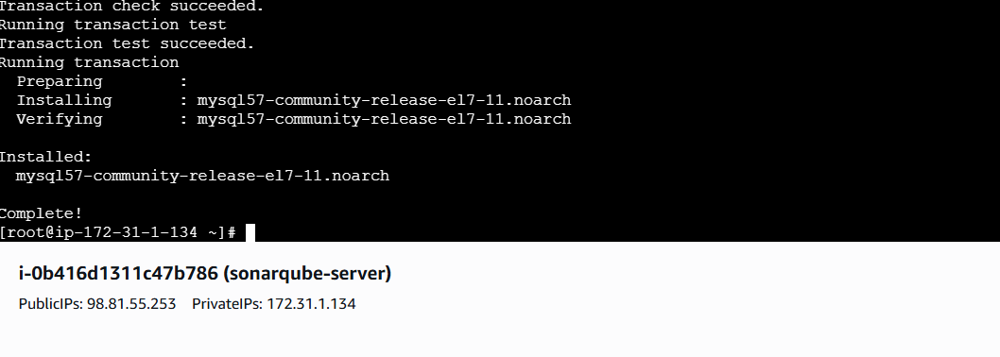 Transaction check succeeded.
Running transaction test
Transaction test succeeded.
Running transaction
  Preparing        :
  Installing       : mysql57-community-release-el7-11.noarch
  Verifying        : mysql57-community-release-el7-11.noarch

Installed:
  mysql57-community-release-el7-11.noarch

Complete!
[root@ip-172-31-1-134 ~]#
i-0b416d1311c47b786 (sonarqube-server)
PublicIPs: 98.81.55.253    PrivateIPs: 172.31.1.134